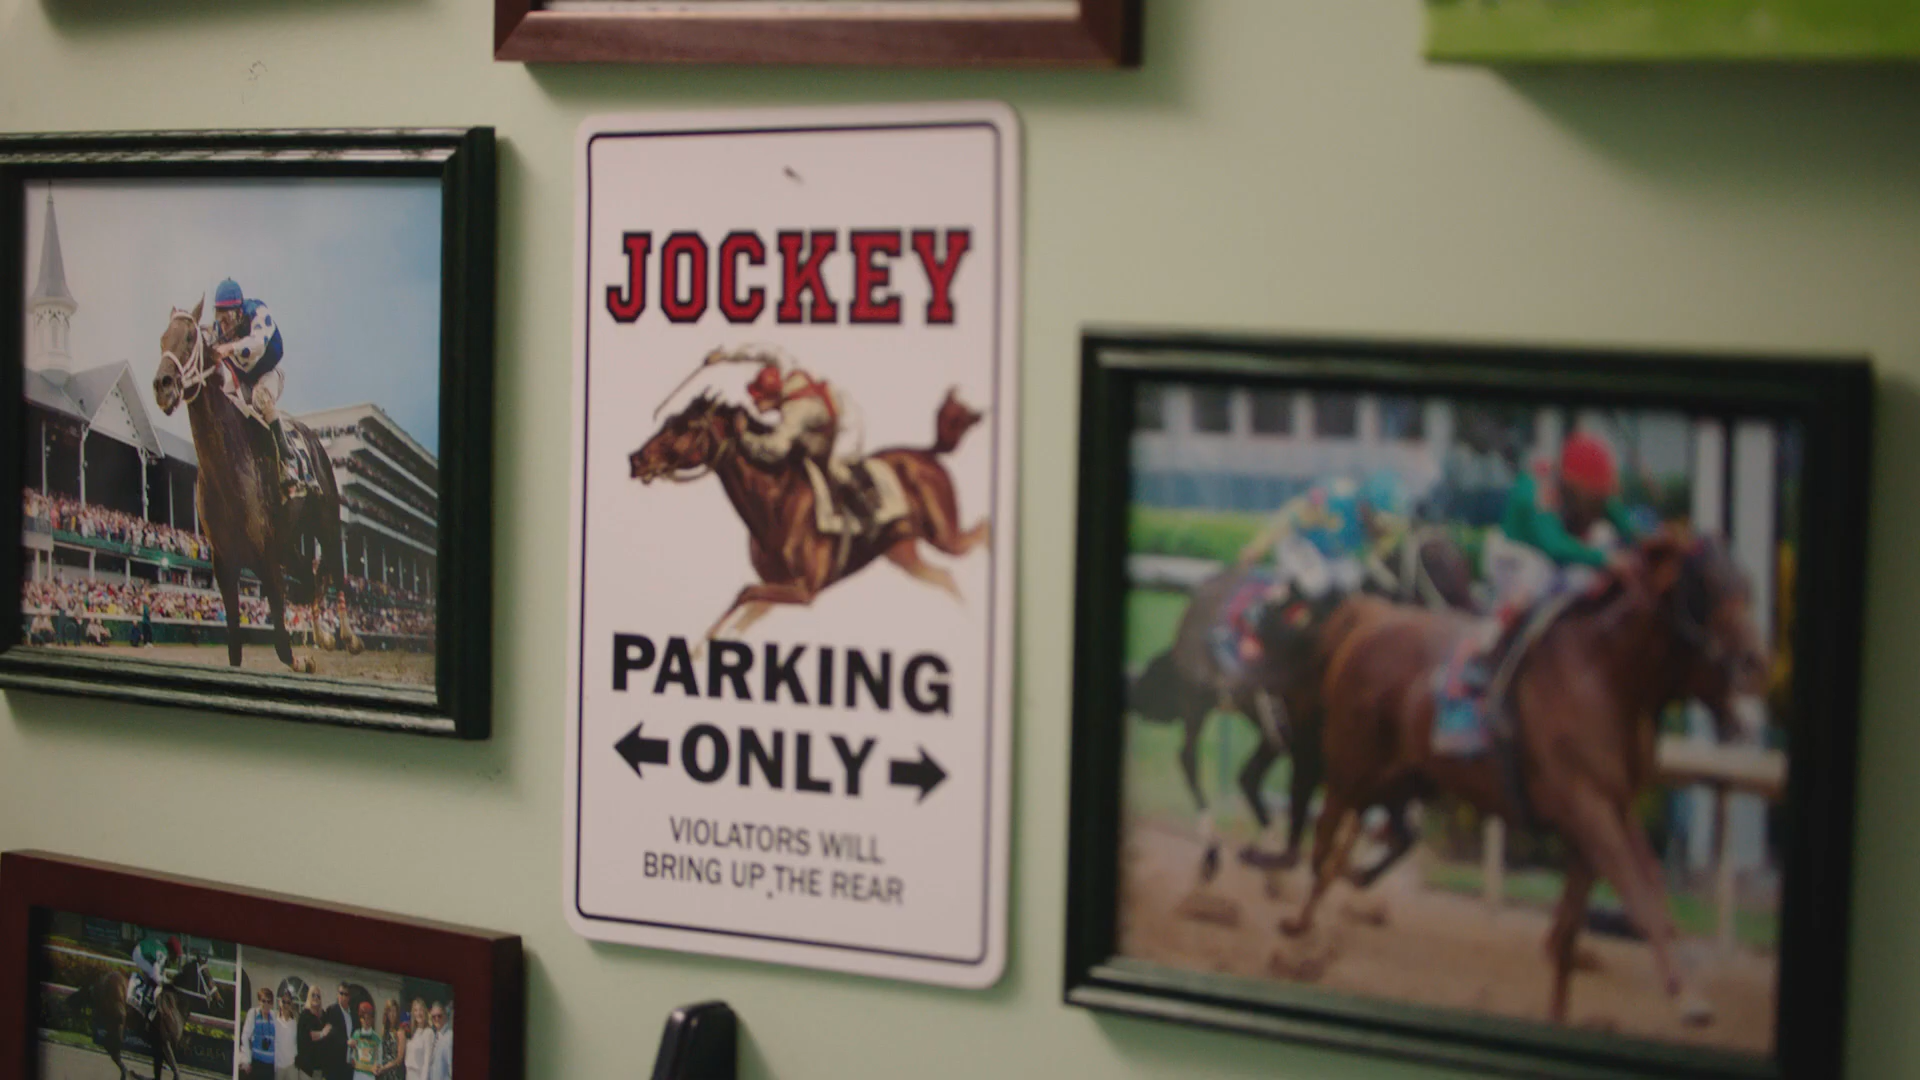 JOCKEY
PARKING
ONLY
VIOLATORS WILL
BRING UP THE REAR